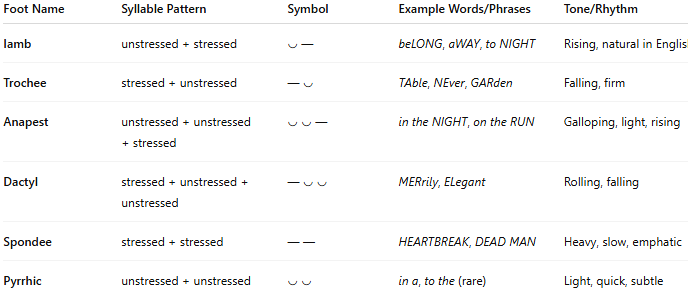 Foot Name Syllable Pattern Symbol Example Words/Phrases Tone/Rhythm
Iamb unstressed + stressed ◡ — beLONG, aWAY, to NIGHT Rising, natural in Englis
Trochee stressed + unstressed — ◡ TAble, NEver, GARden Falling, firm
Anapest unstressed + unstressed ◡ ◡ — in the NIGHT, on the RUN Galloping, light, rising
+ stressed
Dactyl stressed + unstressed + — ◡ ◡ MERrily, ELegant Rolling, falling
unstressed
Spondee stressed + stressed — — HEARTBREAK, DEAD MAN Heavy, slow, emphatic
Pyrrhic unstressed + unstressed ◡ ◡ in a, to the (rare) Light, quick, subtle